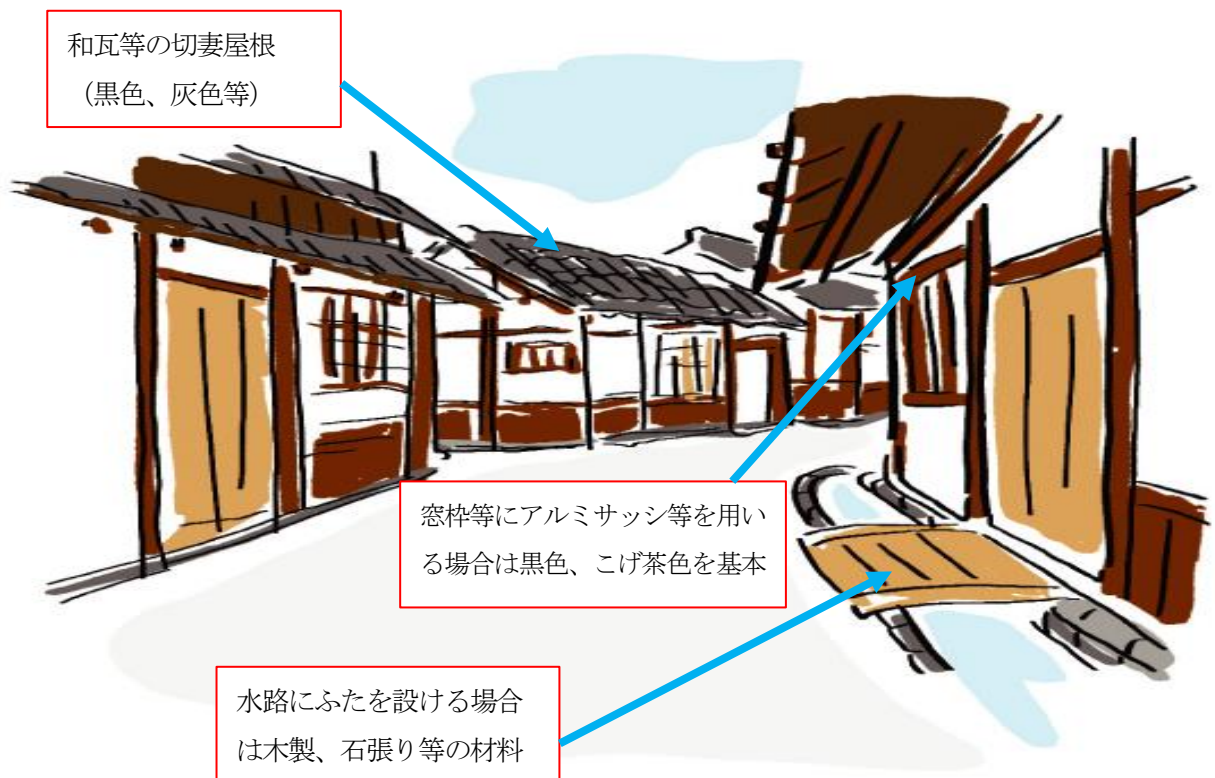 和瓦等の切妻屋根
（黒色、灰色等）
窓枠等にアルミサッシ等を用い
る場合は黒色、こげ茶色を基本
水路にふたを設ける場合
は木製、石張り等の材料